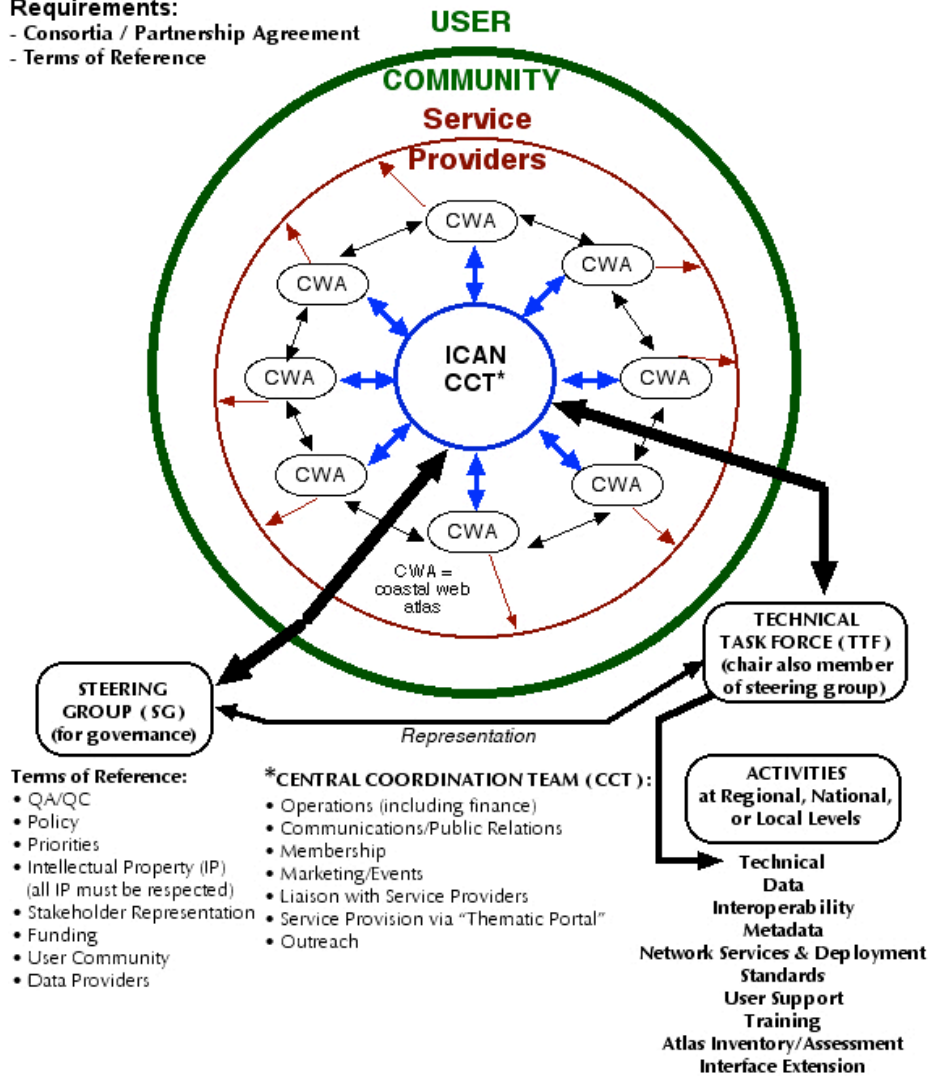 Requirements:
- Consortia / Partnership Agreement
- Terms of Reference
USER
COMMUNITY
Service
Providers
CWA
CWA
CWA
CWA
CWA
CWA
CWA
CWA
ICAN
CCT*
CWA =
coastal web
atlas
STEERING
GROUP (SG)
(for governance)
TECHNICAL
TASK FORCE (TTF)
(chair also member
of steering group)
Representation
Terms of Reference:
• QA/QC
• Policy
• Priorities
• Intellectual Property (IP)
(all IP must be respected)
• Stakeholder Representation
• Funding
• User Community
• Data Providers
*CENTRAL COORDINATION TEAM (CCT):
• Operations (including finance)
• Communications/Public Relations
• Membership
• Marketing/Events
• Liaison with Service Providers
• Service Provision via “Thematic Portal”
• Outreach
ACTIVITIES
at Regional, National,
or Local Levels
Technical
Data
Interoperability
Metadata
Network Services & Deployment
Standards
User Support
Training
Atlas Inventory/Assessment
Interface Extension